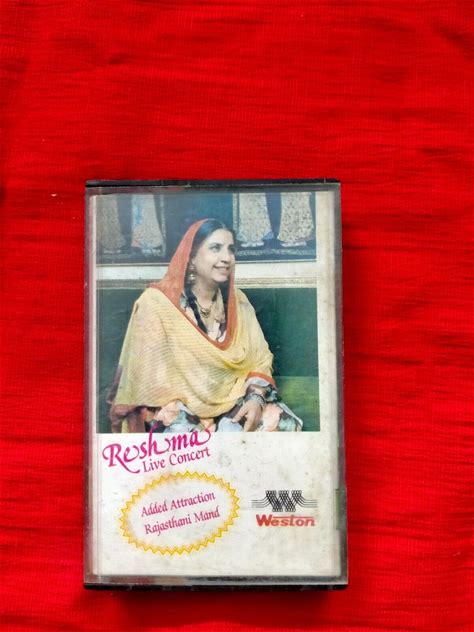 Reshma
Live Concert
Added Attraction
Rajasthani Mand
Weston